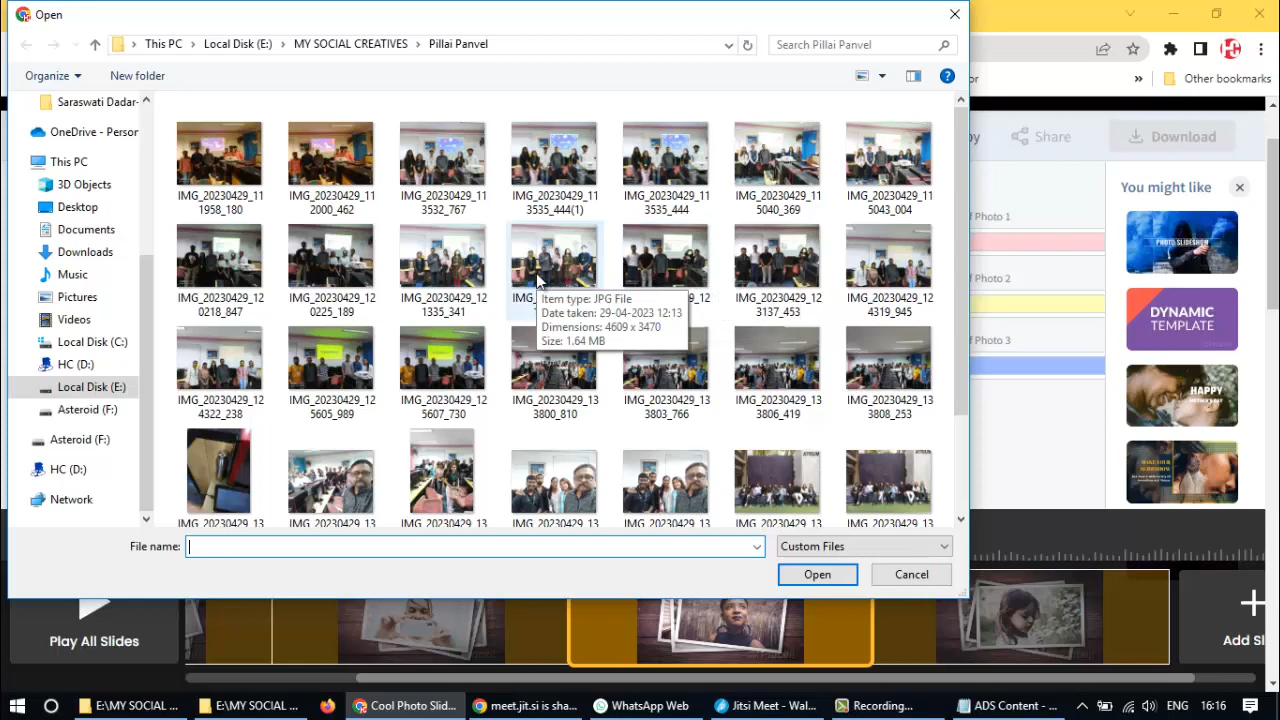 Open
This PC
Local Disk (E:)
MY SOCIAL CREATIVES
Pillai Panvel
Search Pillai Panvel
Organize
New folder
Other bookmarks
Saraswati Dadar-
OneDrive - Person
This PC
3D Objects
Desktop
Documents
Downloads
Music
Pictures
Videos
Local Disk (C:)
HC (D:)
Local Disk (E:)
Asteroid (F:)
Asteroid (F:)
HC (D:)
Network
IMG_20230429_11
1958_180
IMG_20230429_11
2000_462
IMG_20230429_11
3532_767
IMG_20230429_11
3535_444(1)
IMG_20230429_11
3535_444
IMG_20230429_11
5040_369
IMG_20230429_11
5043_004
IMG_20230429_12
0218_847
IMG_20230429_12
0225_189
IMG_20230429_12
1335_341
IMG_20230429_12
3137_453
IMG_20230429_12
4319_945
Item type: JPG File
Date taken: 29-04-2023 12:13
Dimensions: 4609 x 3470
Size: 1.64 MB
IMG_20230429_12
4322_238
IMG_20230429_12
5605_989
IMG_20230429_12
5607_730
IMG_20230429_13
3800_810
IMG_20230429_13
3803_766
IMG_20230429_13
3806_419
IMG_20230429_13
3808_253
IMG_20230429_13
IMG_20230429_13
IMG_20230429_13
IMG_20230429_13
IMG_20230429_13
IMG_20230429_13
IMG_20230429_13
File name:
Custom Files
Open
Cancel
Share
Download
You might like
of Photo 1
of Photo 2
of Photo 3
PHOTO SLIDESHOW
DYNAMIC
TEMPLATE
HAPPY
Play All Slides
Add Sl
E:\MY SOCIAL ...
E:\MY SOCIAL ...
Cool Photo Slid...
meet.jit.si is sha...
WhatsApp Web
Jitsi Meet - Wal...
Recording...
ADS Content - ...
ENG
16:16